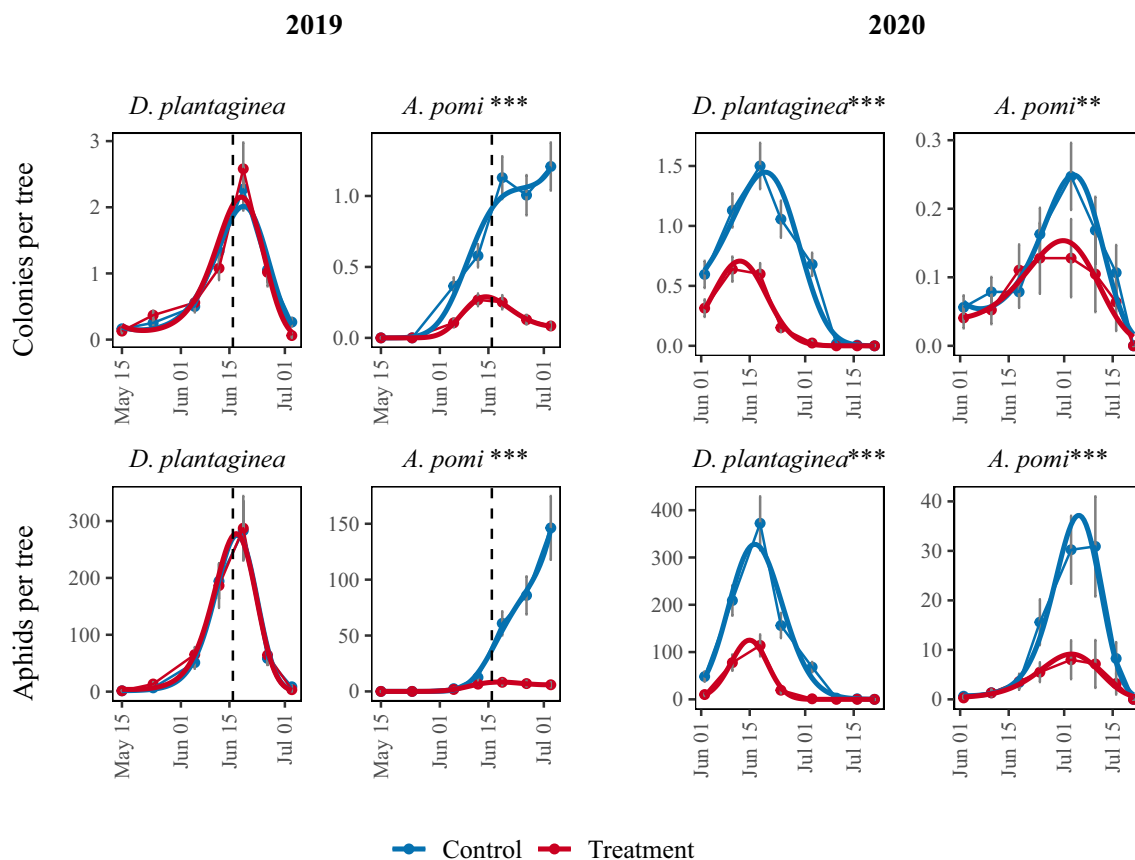 2019 2020
D. plantaginea A. pomi *** D. plantaginea*** A. pomi**
Colonies per tree
3
2
1
0
1.0
0.5
0.0
1.5
1.0
0.5
0.0
0.3
0.2
0.1
0.0
May 15 Jun 01 Jun 15 Jul 01
May 15 Jun 01 Jun 15 Jul 01
Jun 01 Jun 15 Jul 01 Jul 15
Jun 01 Jun 15 Jul 01 Jul 15
D. plantaginea A. pomi *** D. plantaginea*** A. pomi***
Aphids per tree
300
200
100
0
150
100
50
0
400
300
200
100
0
40
30
20
10
0
May 15 Jun 01 Jun 15 Jul 01
May 15 Jun 01 Jun 15 Jul 01
Jun 01 Jun 15 Jul 01 Jul 15
Jun 01 Jun 15 Jul 01 Jul 15
Control Treatment